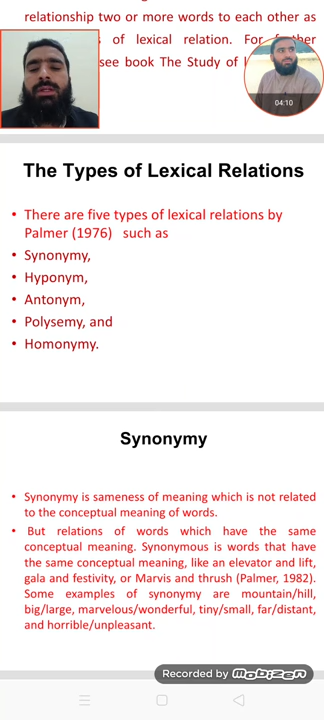 relationship two or more words to each other as
of lexical relation. For
see book The Study of
04:10
The Types of Lexical Relations
• There are five types of lexical relations by
Palmer (1976) such as
• Synonymy,
• Hyponym,
• Antonym,
• Polysemy, and
• Homonymy.
Synonymy
• Synonymy is sameness of meaning which is not related
to the conceptual meaning of words.
• But relations of words which have the same
conceptual meaning. Synonymous is words that have
the same conceptual meaning, like an elevator and lift,
gala and festivity, or Marvis and thrush (Palmer, 1982).
Some examples of synonymy are mountain/hill,
big/large, marvelous/wonderful, tiny/small, far/distant,
and horrible/unpleasant.
Recorded by Mobizen